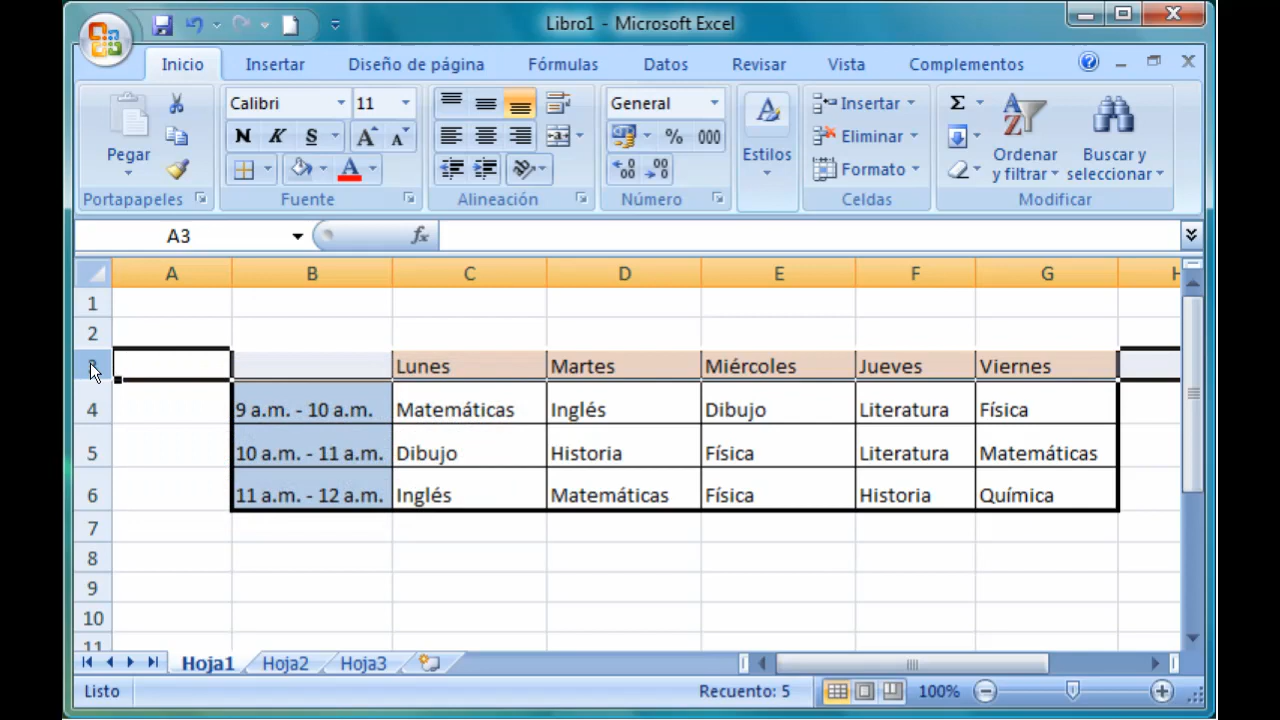 Libro1 - Microsoft Excel
Inicio Insertar Diseño de página Fórmulas Datos Revisar Vista Complementos
Calibri 11 General Insertar Σ
N K S A A % 000 Eliminar
Pegar Estilos Ordenar y filtrar Buscar y seleccionar
A Formato
Portapapeles Fuente Alineación Número Celdas Modificar
A3 fx
A B C D E F G H
1
2
3 Lunes Martes Miércoles Jueves Viernes
4 9 a.m. - 10 a.m. Matemáticas Inglés Dibujo Literatura Física
5 10 a.m. - 11 a.m. Dibujo Historia Física Literatura Matemáticas
6 11 a.m. - 12 a.m. Inglés Matemáticas Física Historia Química
7
8
9
10
11
Hoja1 Hoja2 Hoja3
Listo Recuento: 5 100%